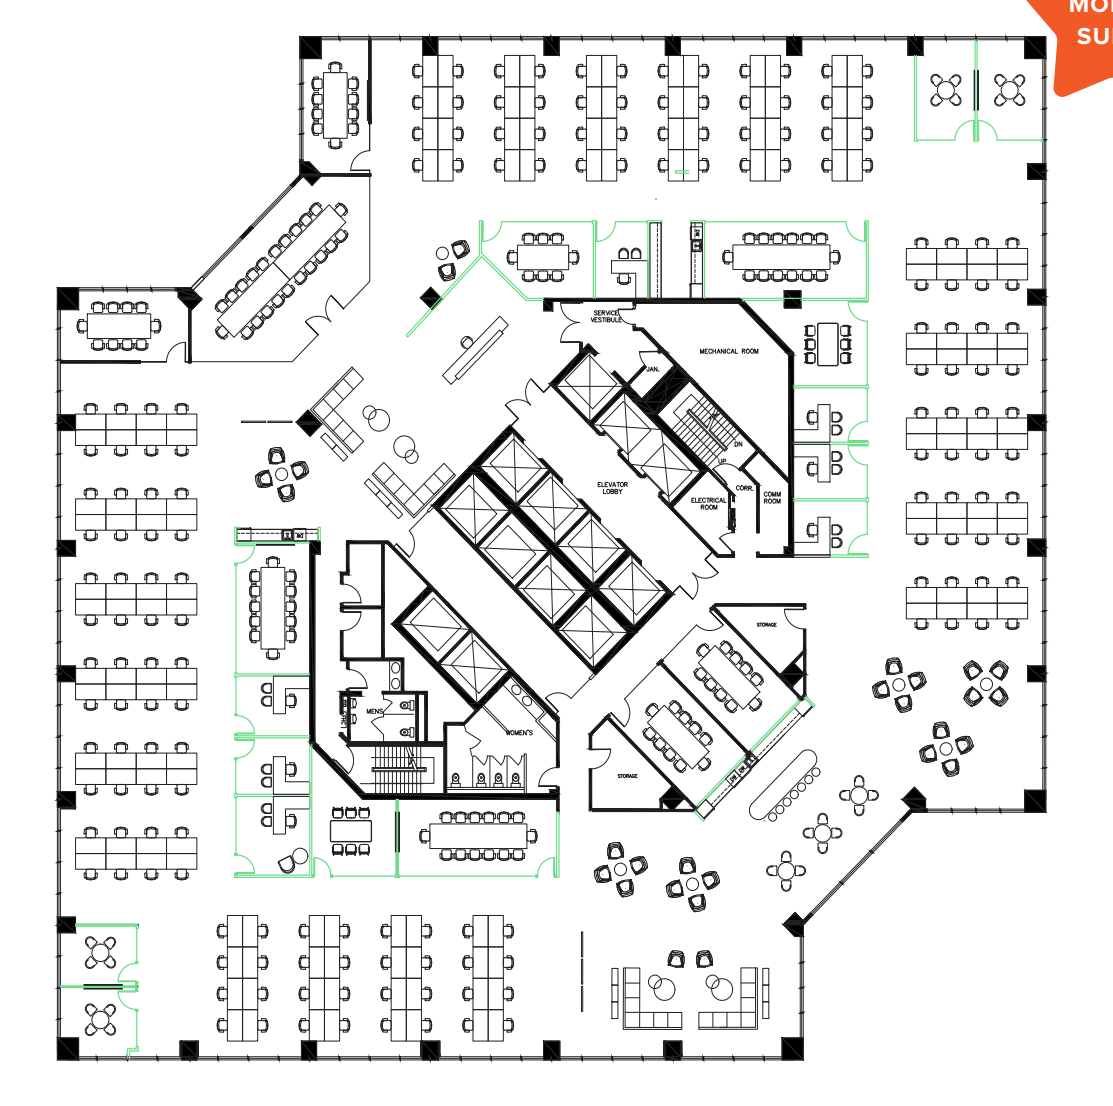 SERVICE
VESTIBULE
MECHANICAL ROOM
JAN.
DN
UP
ELEVATOR
LOBBY
CORR.
ELECTRICAL
ROOM
COMM
ROOM
STORAGE
MENS
WOMEN'S
STORAGE